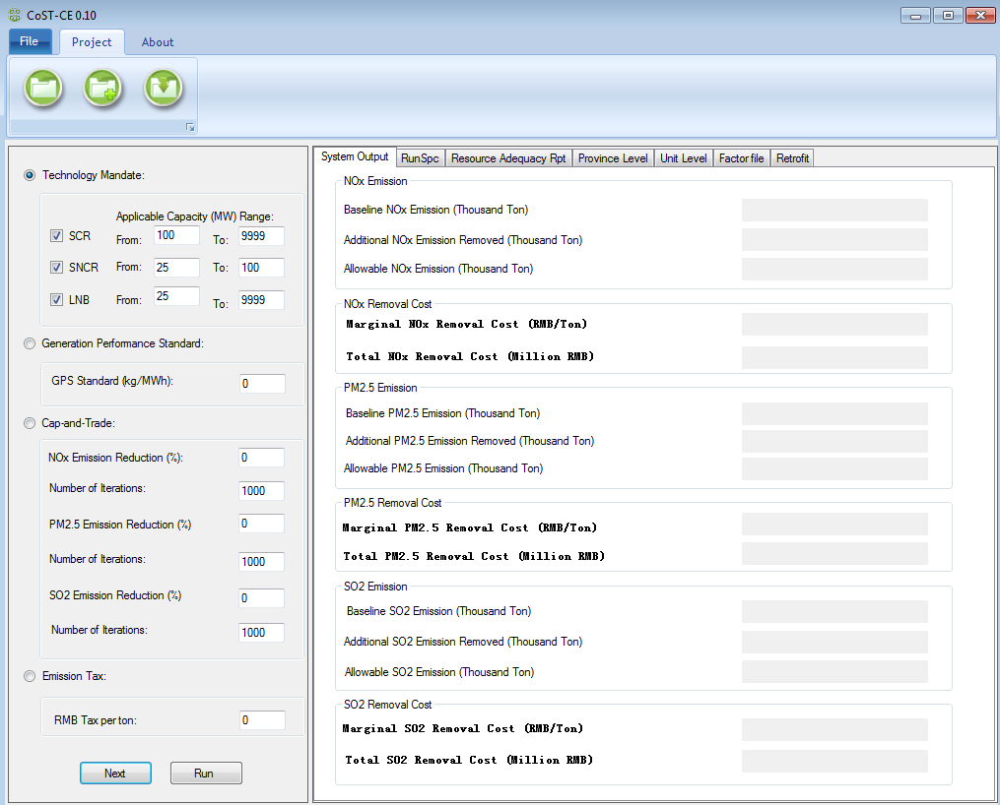 CoST-CE 0.10
File Project About
Technology Mandate:
Applicable Capacity (MW) Range:
SCR From: 100 To: 9999
SNCR From: 25 To: 100
LNB From: 25 To: 9999
Generation Performance Standard:
GPS Standard (kg/MWh): 0
Cap-and-Trade:
NOx Emission Reduction (%): 0
Number of Iterations: 1000
PM2.5 Emission Reduction (%) 0
Number of Iterations: 1000
SO2 Emission Reduction (%) 0
Number of Iterations: 1000
Emission Tax:
RMB Tax per ton: 0
Next Run
System Output RunSpc Resource Adequacy Rpt Province Level Unit Level Factor file Retrofit
NOx Emission
Baseline NOx Emission (Thousand Ton)
Additional NOx Emission Removed (Thousand Ton)
Allowable NOx Emission (Thousand Ton)
NOx Removal Cost
Marginal NOx Removal Cost (RMB/Ton)
Total NOx Removal Cost (Million RMB)
PM2.5 Emission
Baseline PM2.5 Emission (Thousand Ton)
Additional PM2.5 Emission Removed (Thousand Ton)
Allowable PM2.5 Emission (Thousand Ton)
PM2.5 Removal Cost
Marginal PM2.5 Removal Cost (RMB/Ton)
Total PM2.5 Removal Cost (Million RMB)
SO2 Emission
Baseline SO2 Emission (Thousand Ton)
Additional SO2 Emission Removed (Thousand Ton)
Allowable SO2 Emission (Thousand Ton)
SO2 Removal Cost
Marginal SO2 Removal Cost (RMB/Ton)
Total SO2 Removal Cost (Million RMB)